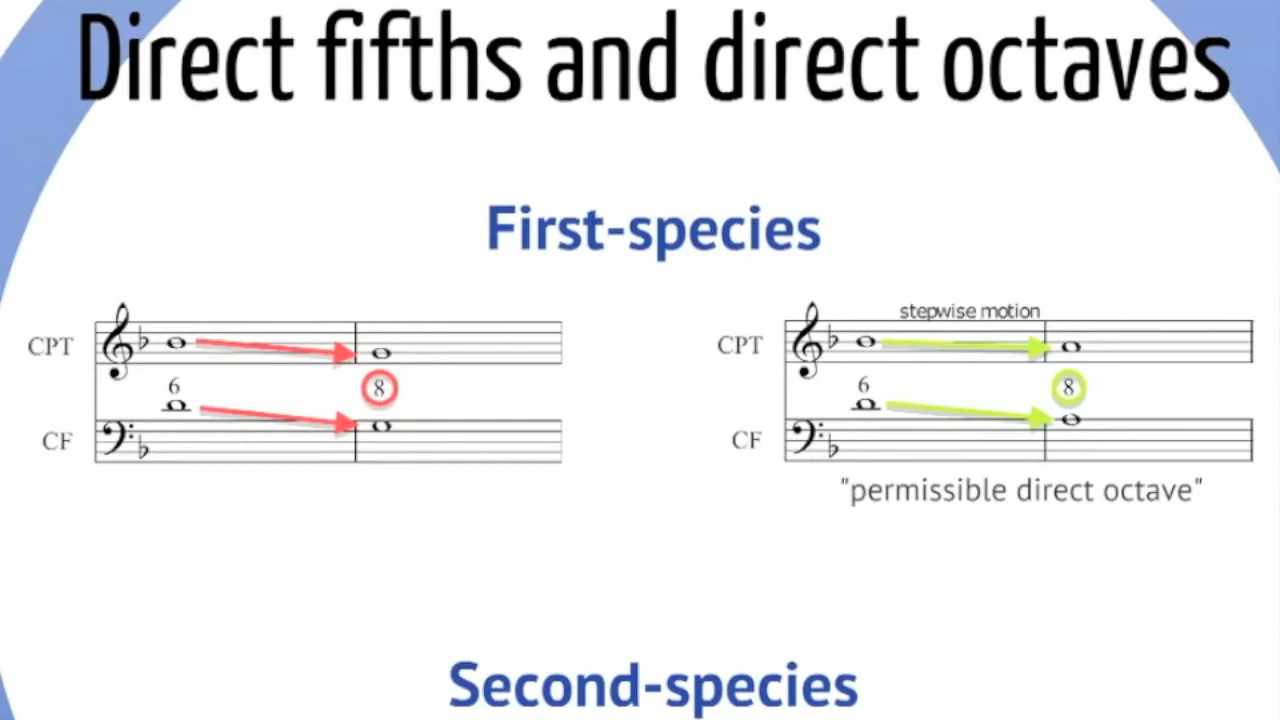 Direct fifths and direct octaves
First-species
stepwise motion
CPT CPT
6 8 6 8
CF CF
"permissible direct octave"
Second-species